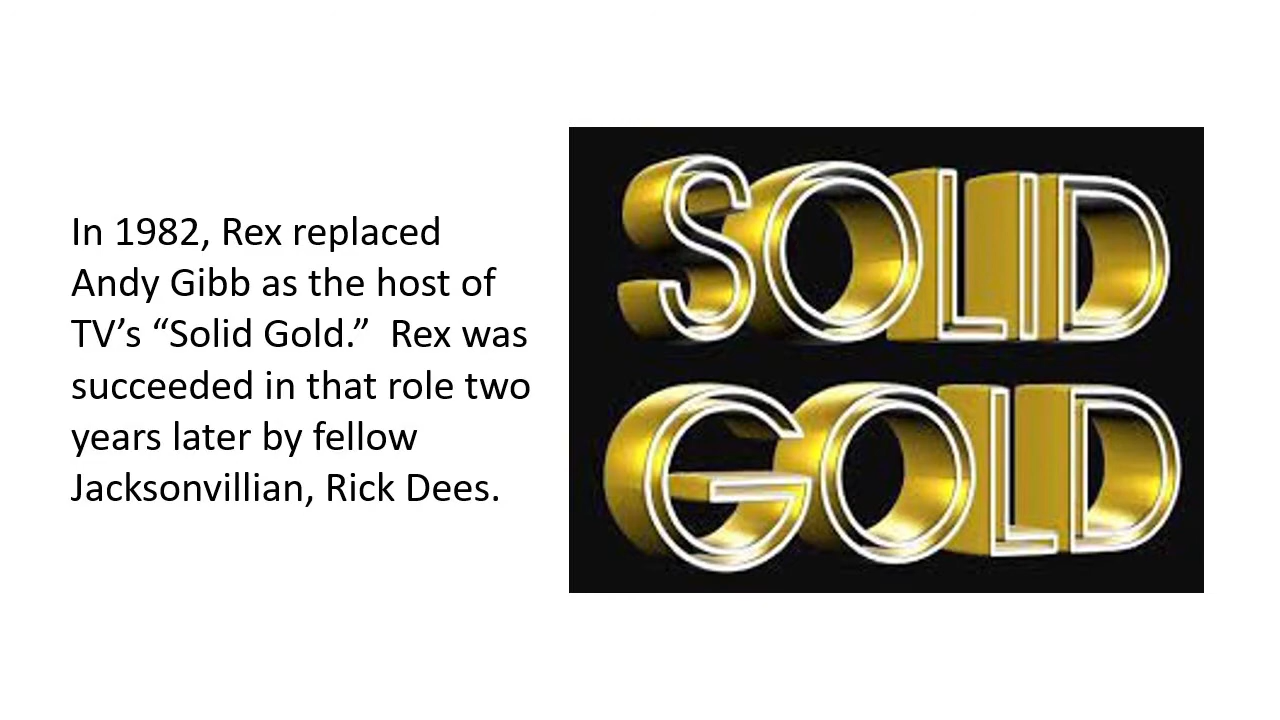 In 1982, Rex replaced
Andy Gibb as the host of
TV’s “Solid Gold.”  Rex was
succeeded in that role two
years later by fellow
Jacksonvillian, Rick Dees.
SOLID
GOLD